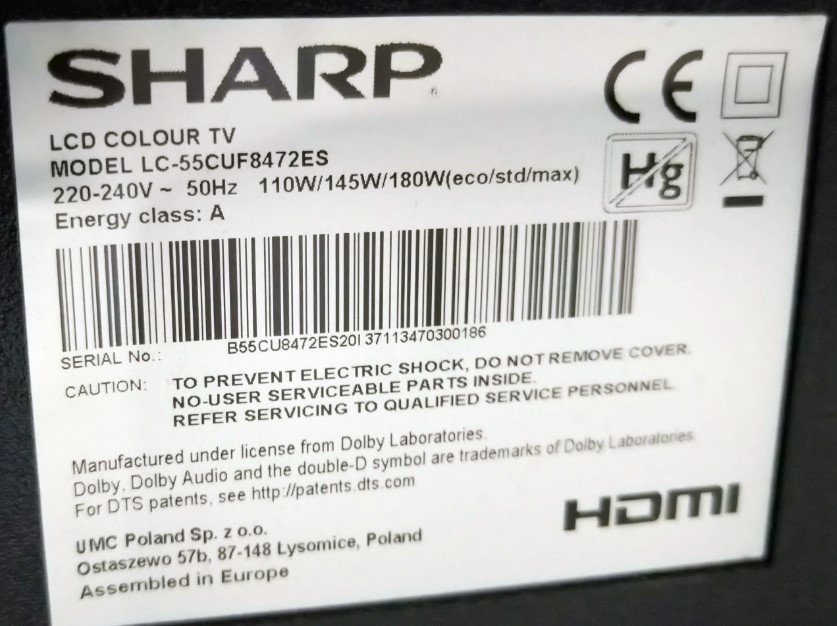 SHARP
CE
LCD COLOUR TV
MODEL LC-55CUF8472ES
220-240V ~ 50Hz 110W/145W/180W(eco/std/max)
Hg
Energy class: A
B55CU8472ES20I37113470300186
SERIAL No.:
CAUTION: TO PREVENT ELECTRIC SHOCK, DO NOT REMOVE COVER.
NO-USER SERVICEABLE PARTS INSIDE.
REFER SERVICING TO QUALIFIED SERVICE PERSONNEL
Manufactured under license from Dolby Laboratories.
Dolby, Dolby Audio and the double-D symbol are trademarks of Dolby Laboratories.
For DTS patents, see http://patents.dts.com
HDMI
UMC Poland Sp. z o.o.
Ostaszewo 57b, 87-148 Lysomice, Poland
Assembled in Europe